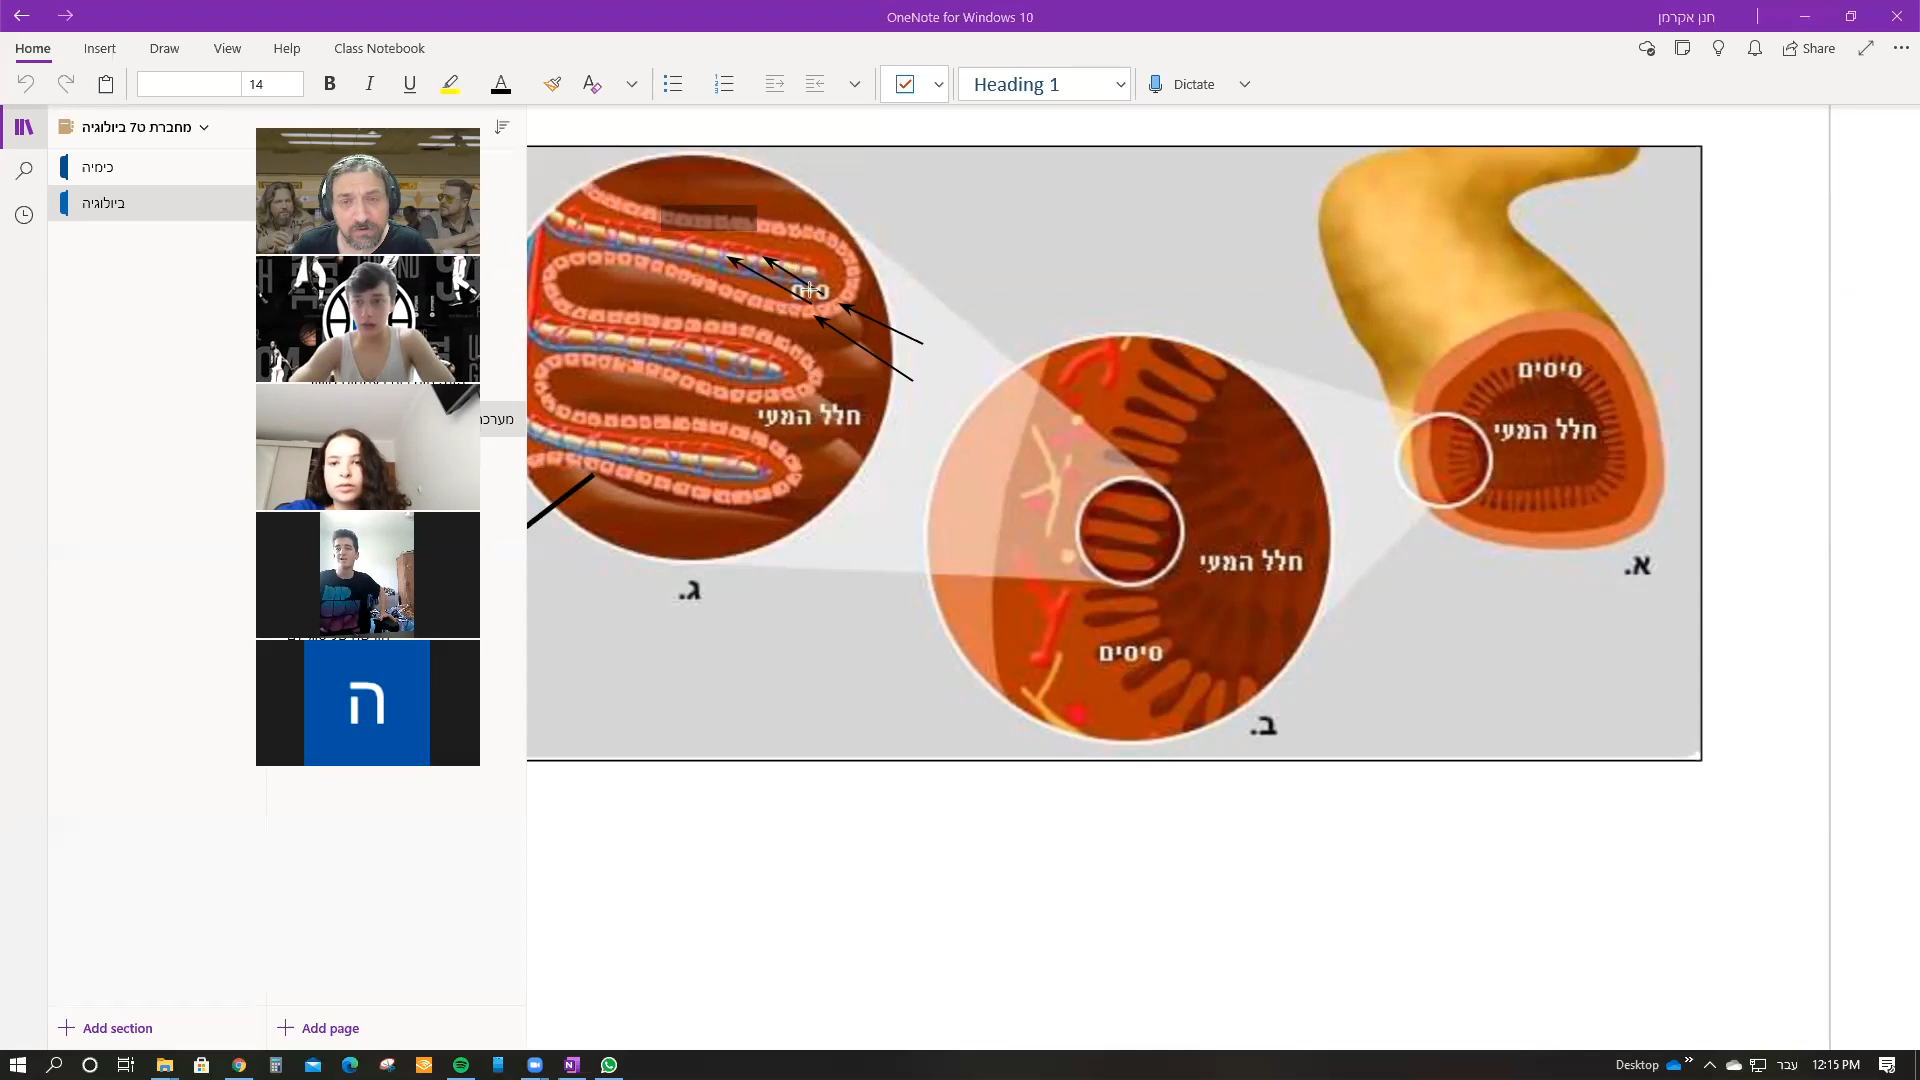 OneNote for Windows 10
חנן אקרמן
Home
Insert
Draw
View
Help
Class Notebook
Share
14
B
I
U
A
A
Heading 1
Dictate
מחברת ט7 ביולוגיה
כימיה
ביולוגיה
חלל המעי
ג.
חלל המעי
סיסים
ב.
סיסים
חלל המעי
א.
ה
Add section
Add page
Desktop
עבר
12:15 PM